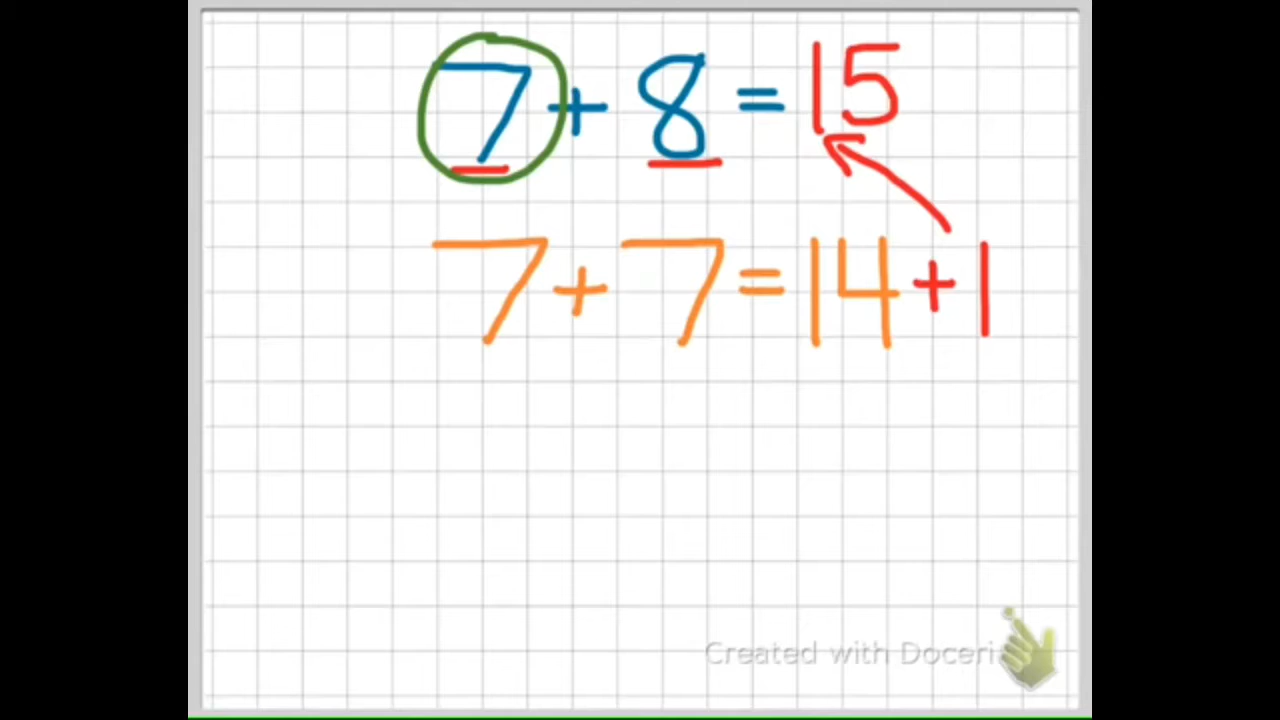 7 + 8 = 15
7 + 7 = 14 + 1
Created with Doceri